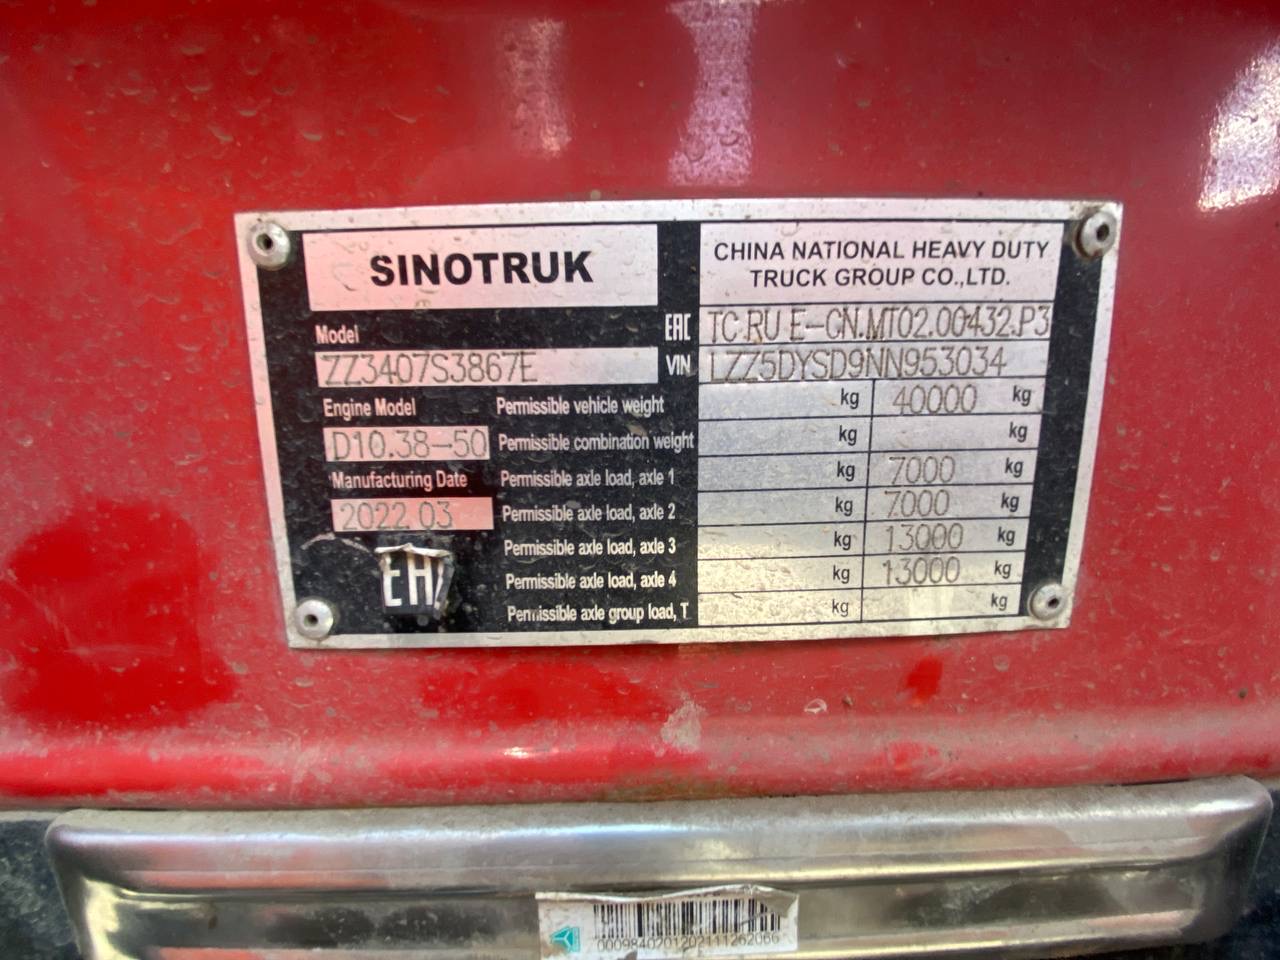 SINOTRUK
CHINA NATIONAL HEAVY DUTY
TRUCK GROUP CO.,LTD.
Model
EAC TC.RU E-CN.MT02.00432.P3
ZZ3407S3867E
VIN LZZ5DYSD9NN953034
Engine Model
Permissible vehicle weight kg 40000 kg
D10.38-50
Permissible combination weight kg kg
Manufacturing Date
Permissible axle load, axle 1 kg 7000 kg
2022.03
Permissible axle load, axle 2 kg 7000 kg
Permissible axle load, axle 3 kg 13000 kg
Permissible axle load, axle 4 kg 13000 kg
Permissible axle group load, T kg kg
0009840201202111262066